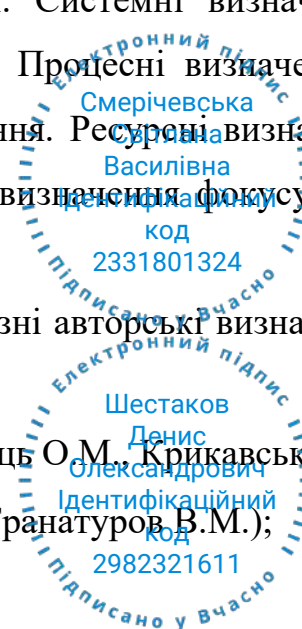 . Системні визнач
Процесні визначе
ння. Ресурсні визна
визначення фокусу
зні авторські визна
ць О.М., Крикавськ
Гранатуров В.М.);
Електронний підпис
Смерічевська
Світлана
Василівна
Ідентифікаційний
код
2331801324
Підписано у Вчасно
Електронний підпис
Шестаков
Денис
Олександрович
Ідентифікаційний
код
2982321611
Підписано у Вчасно